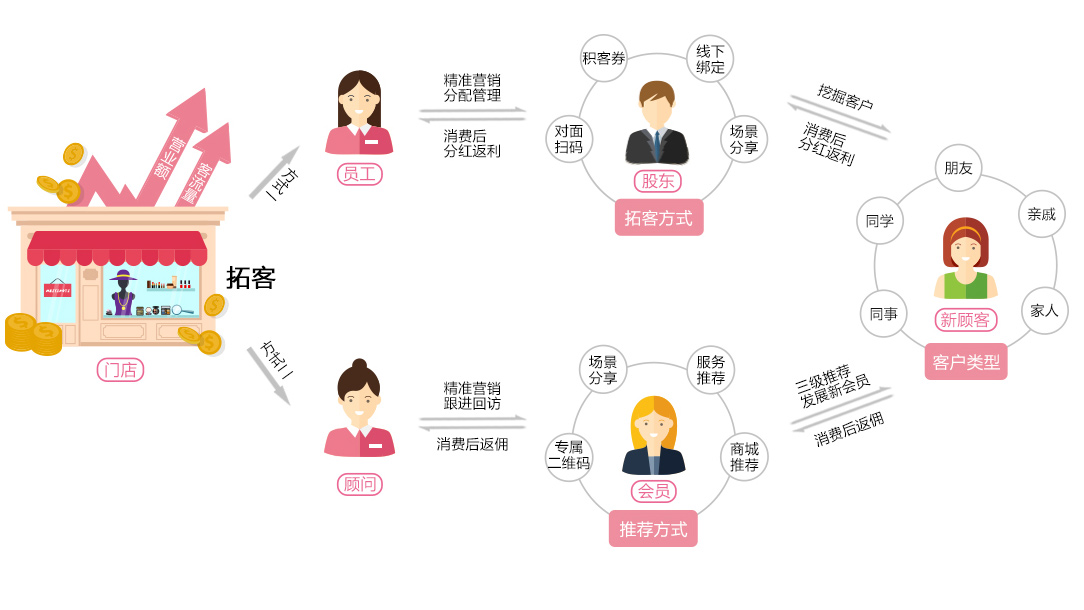 营业额
客流量
拓客
门店
方式一
方式二
员工
精准营销
分配管理
消费后
分红返利
积客券
线下
绑定
对面
扫码
场景
分享
股东
拓客方式
挖掘客户
消费后
分红返利
顾问
精准营销
跟进回访
消费后返佣
场景
分享
服务
推荐
专属
二维码
商城
推荐
会员
推荐方式
三级推荐
发展新会员
消费后返佣
朋友
同学
亲戚
同事
家人
新顾客
客户类型